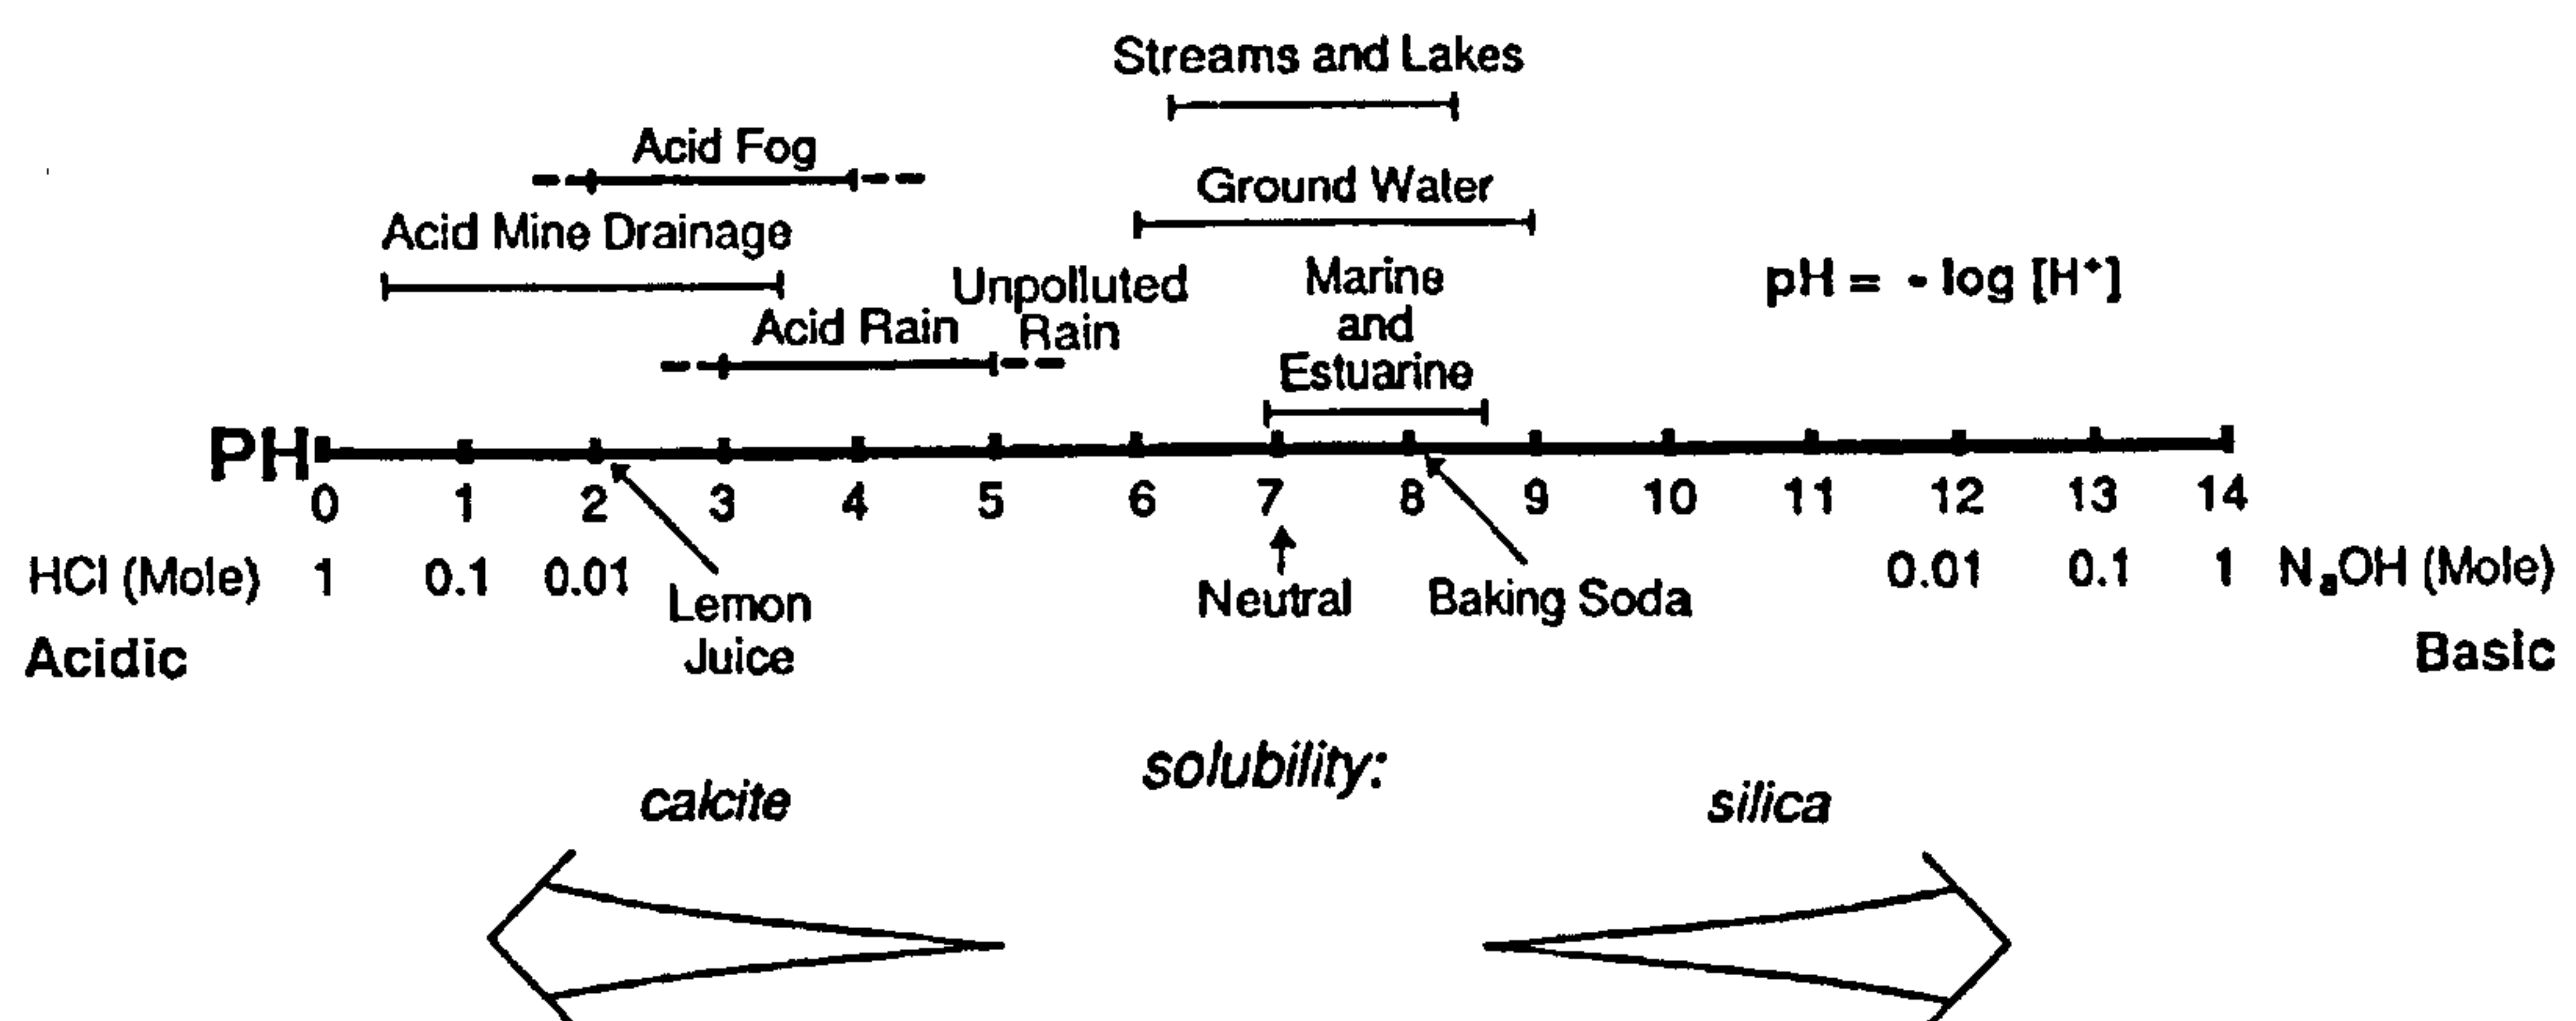 Streams and Lakes
Acid Fog
Ground Water
Acid Mine Drainage
Unpolluted
Rain
Marine
and
Estuarine
pH = - log [H⁺]
Acid Rain
PH
0 1 2 3 4 5 6 7 8 9 10 11 12 13 14
HCl (Mole) 1 0.1 0.01
Lemon
Juice
Neutral
Baking Soda
0.01 0.1 1 NₐOH (Mole)
Acidic
Basic
solubility:
calcite
silica